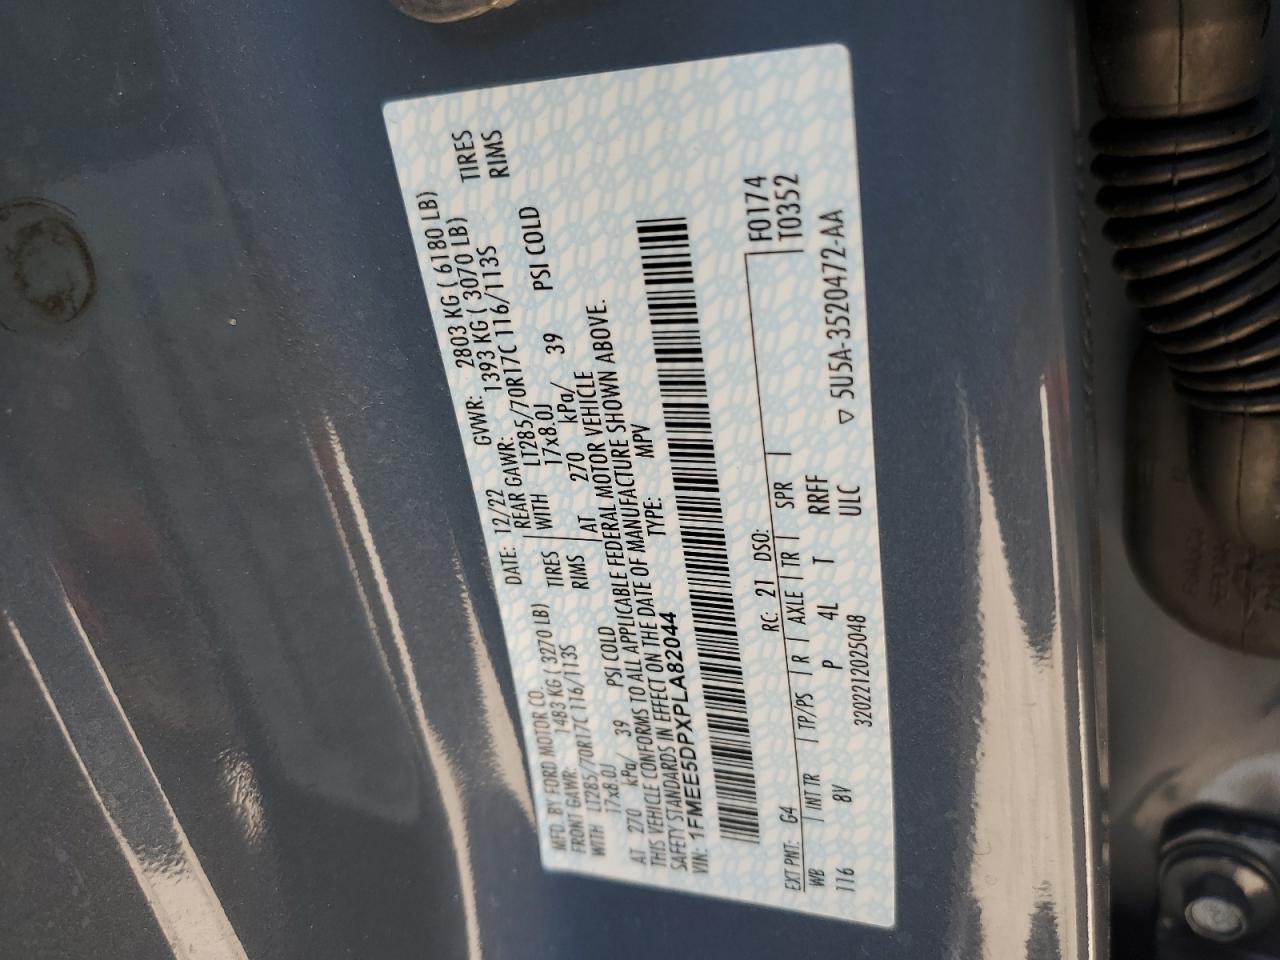 MFD. BY FORD MOTOR CO.
DATE: 12/22 GVWR: 2803 KG ( 6180 LB)
FRONT GAWR: 1483 KG ( 3270 LB) REAR GAWR: 1393 KG ( 3070 LB)
WITH LT285/70R17C 116/113S TIRES WITH LT285/70R17C 116/113S TIRES
17x8.0J RIMS 17x8.0J RIMS
AT 270 kPa/ 39 PSI COLD AT 270 kPa/ 39 PSI COLD
THIS VEHICLE CONFORMS TO ALL APPLICABLE FEDERAL MOTOR VEHICLE
SAFETY STANDARDS IN EFFECT ON THE DATE OF MANUFACTURE SHOWN ABOVE.
VIN: 1FMEE5DPXPLA82044 TYPE: MPV
EXT PNT: G4 RC: 21 DSO: F0174
WB INT TR TP/PS R AXLE TR SPR T0352
116 8V P 4L T RRFF
3202212025048 ULC 5U5A-3520472-AA